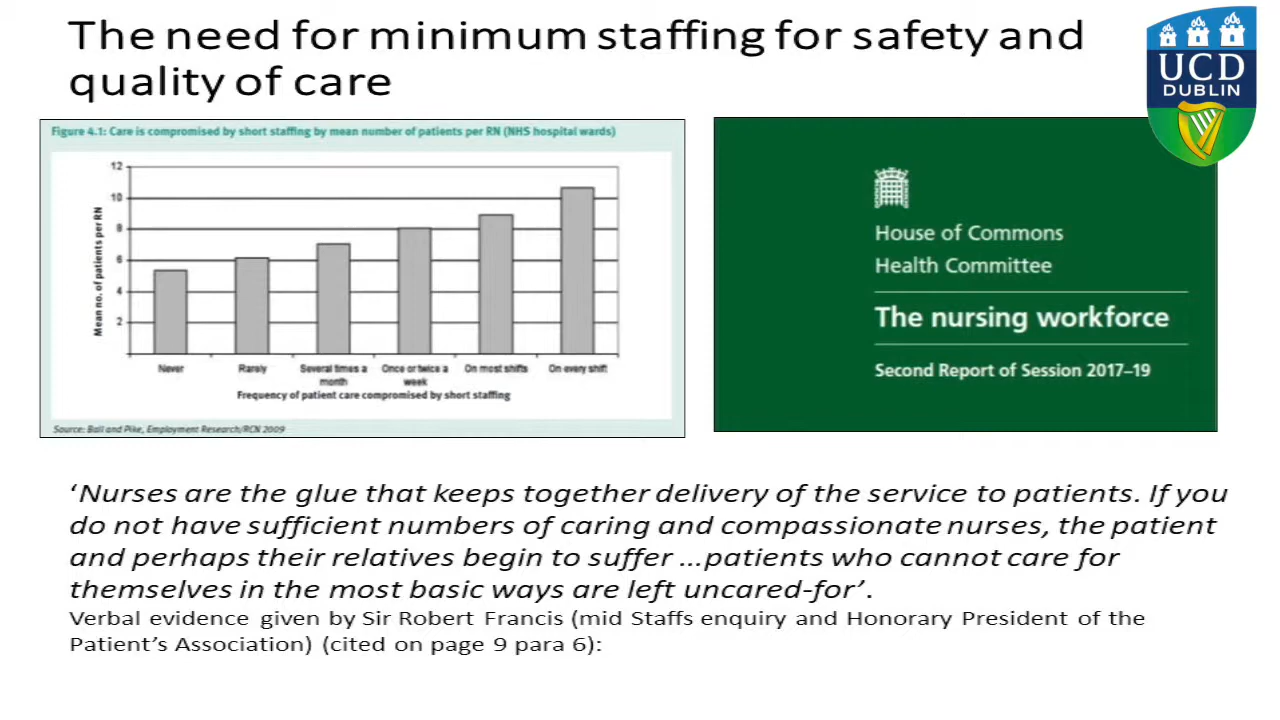 The need for minimum staffing for safety and
quality of care
UCD
DUBLIN
Figure 4.1: Care is compromised by short staffing by mean number of patients per RN (NHS hospital wards)
Mean no. of patients per RN
12
10
8
6
4
2
Never Rarely Several times a month Once or twice a week On most shifts On every shift
Frequency of patient care compromised by short staffing
Source: Ball and Pike, Employment Research/RCN 2009
House of Commons
Health Committee
The nursing workforce
Second Report of Session 2017–19
‘Nurses are the glue that keeps together delivery of the service to patients. If you
do not have sufficient numbers of caring and compassionate nurses, the patient
and perhaps their relatives begin to suffer …patients who cannot care for
themselves in the most basic ways are left uncared-for’.
Verbal evidence given by Sir Robert Francis (mid Staffs enquiry and Honorary President of the
Patient’s Association) (cited on page 9 para 6):